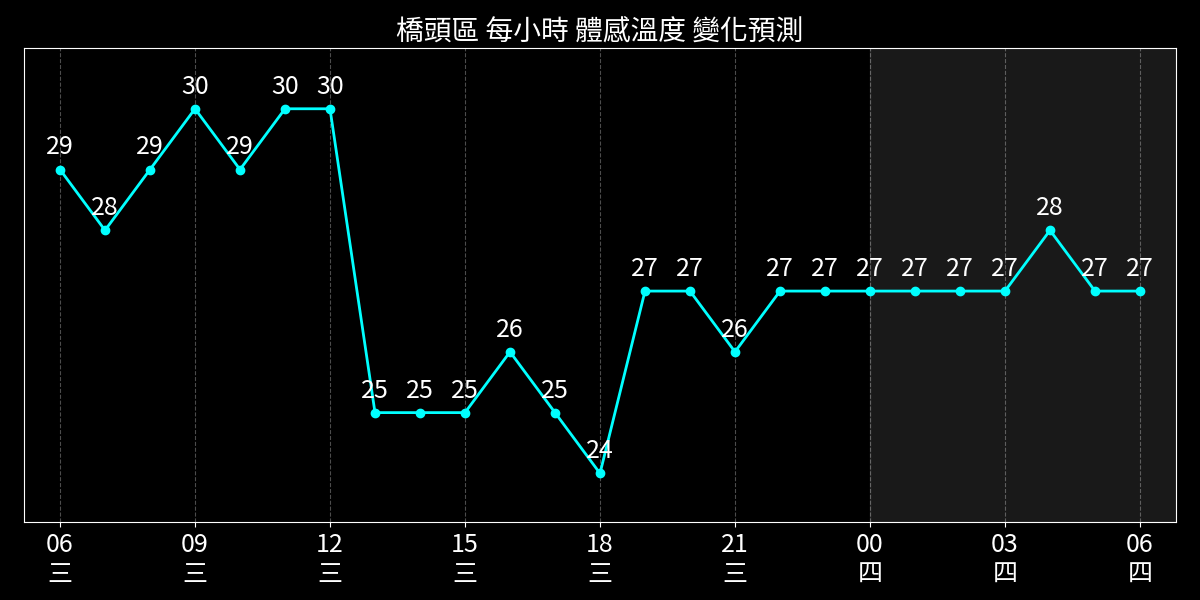 橋頭區 每小時 體感溫度 變化預測
29 28 29 30 29 30 30 25 25 25 26 25 24 27 27 26 27 27 27 27 27 27 28 27 27
06 09 12 15 18 21 00 03 06
三 三 三 三 三 三 四 四 四